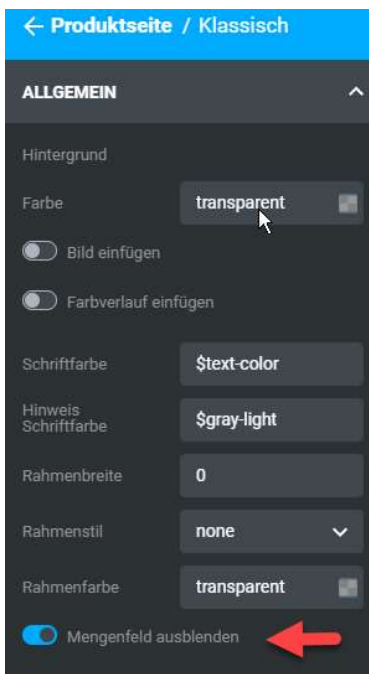 ← Produktseite / Klassisch
ALLGEMEIN
Hintergrund
Farbe transparent
Bild einfügen
Farbverlauf einfügen
Schriftfarbe $text-color
Hinweis
Schriftfarbe $gray-light
Rahmenbreite 0
Rahmenstil none
Rahmenfarbe transparent
Mengenfeld ausblenden